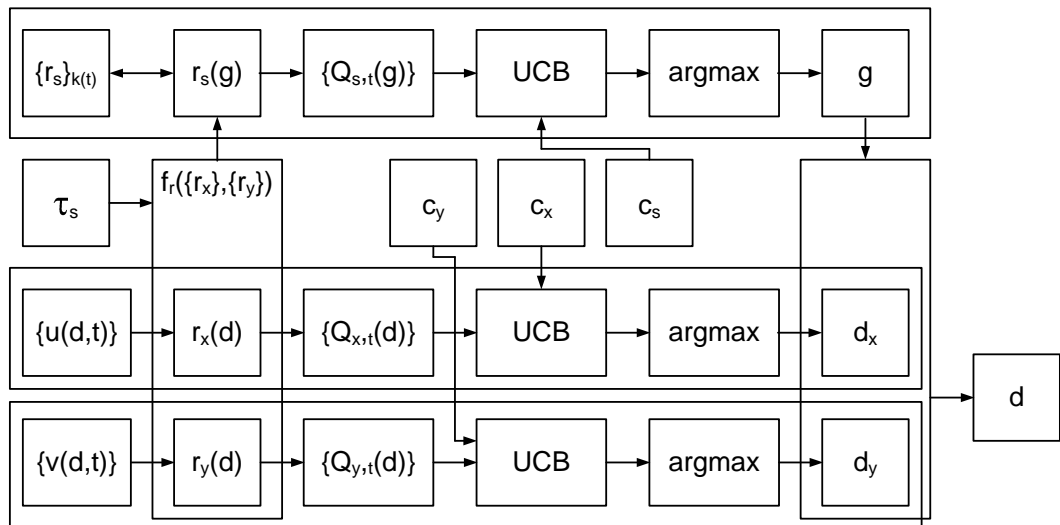 {r_s}_k(t) r_s(g) {Q_s,t(g)} UCB argmax g
τ_s f_r({r_x},{r_y}) c_y c_x c_s
{u(d,t)} r_x(d) {Q_x,t(d)} UCB argmax d_x
d
{v(d,t)} r_y(d) {Q_y,t(d)} UCB argmax d_y